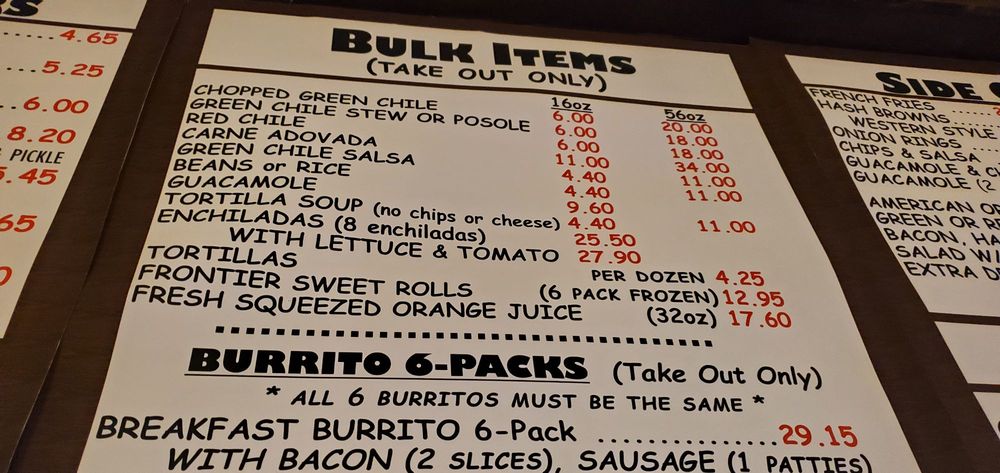 BS
4.65
5.25
6.00
8.20
& PICKLE
5.45
65
0
BULK ITEMS
(TAKE OUT ONLY)
16oz 56oz
CHOPPED GREEN CHILE 6.00 20.00
GREEN CHILE STEW OR POSOLE 6.00 18.00
RED CHILE 6.00 18.00
CARNE ADOVADA 11.00 34.00
GREEN CHILE SALSA 4.40 11.00
BEANS or RICE 4.40 11.00
GUACAMOLE 9.60
TORTILLA SOUP (no chips or cheese) 4.40 11.00
ENCHILADAS (8 enchiladas) 25.50
WITH LETTUCE & TOMATO 27.90
TORTILLAS PER DOZEN 4.25
FRONTIER SWEET ROLLS (6 PACK FROZEN) 12.95
FRESH SQUEEZED ORANGE JUICE (32oz) 17.60
BURRITO 6-PACKS (Take Out Only)
* ALL 6 BURRITOS MUST BE THE SAME *
BREAKFAST BURRITO 6-Pack ...............29.15
WITH BACON (2 SLICES), SAUSAGE (1 PATTIES)
SIDE
FRENCH FRIES
HASH BROWNS
WESTERN STYLE
ONION RINGS
CHIPS & SALSA
GUACAMOLE &
GUACAMOLE (2
AMERICAN
GREEN OR
BACON,
SALAD
EXTRA